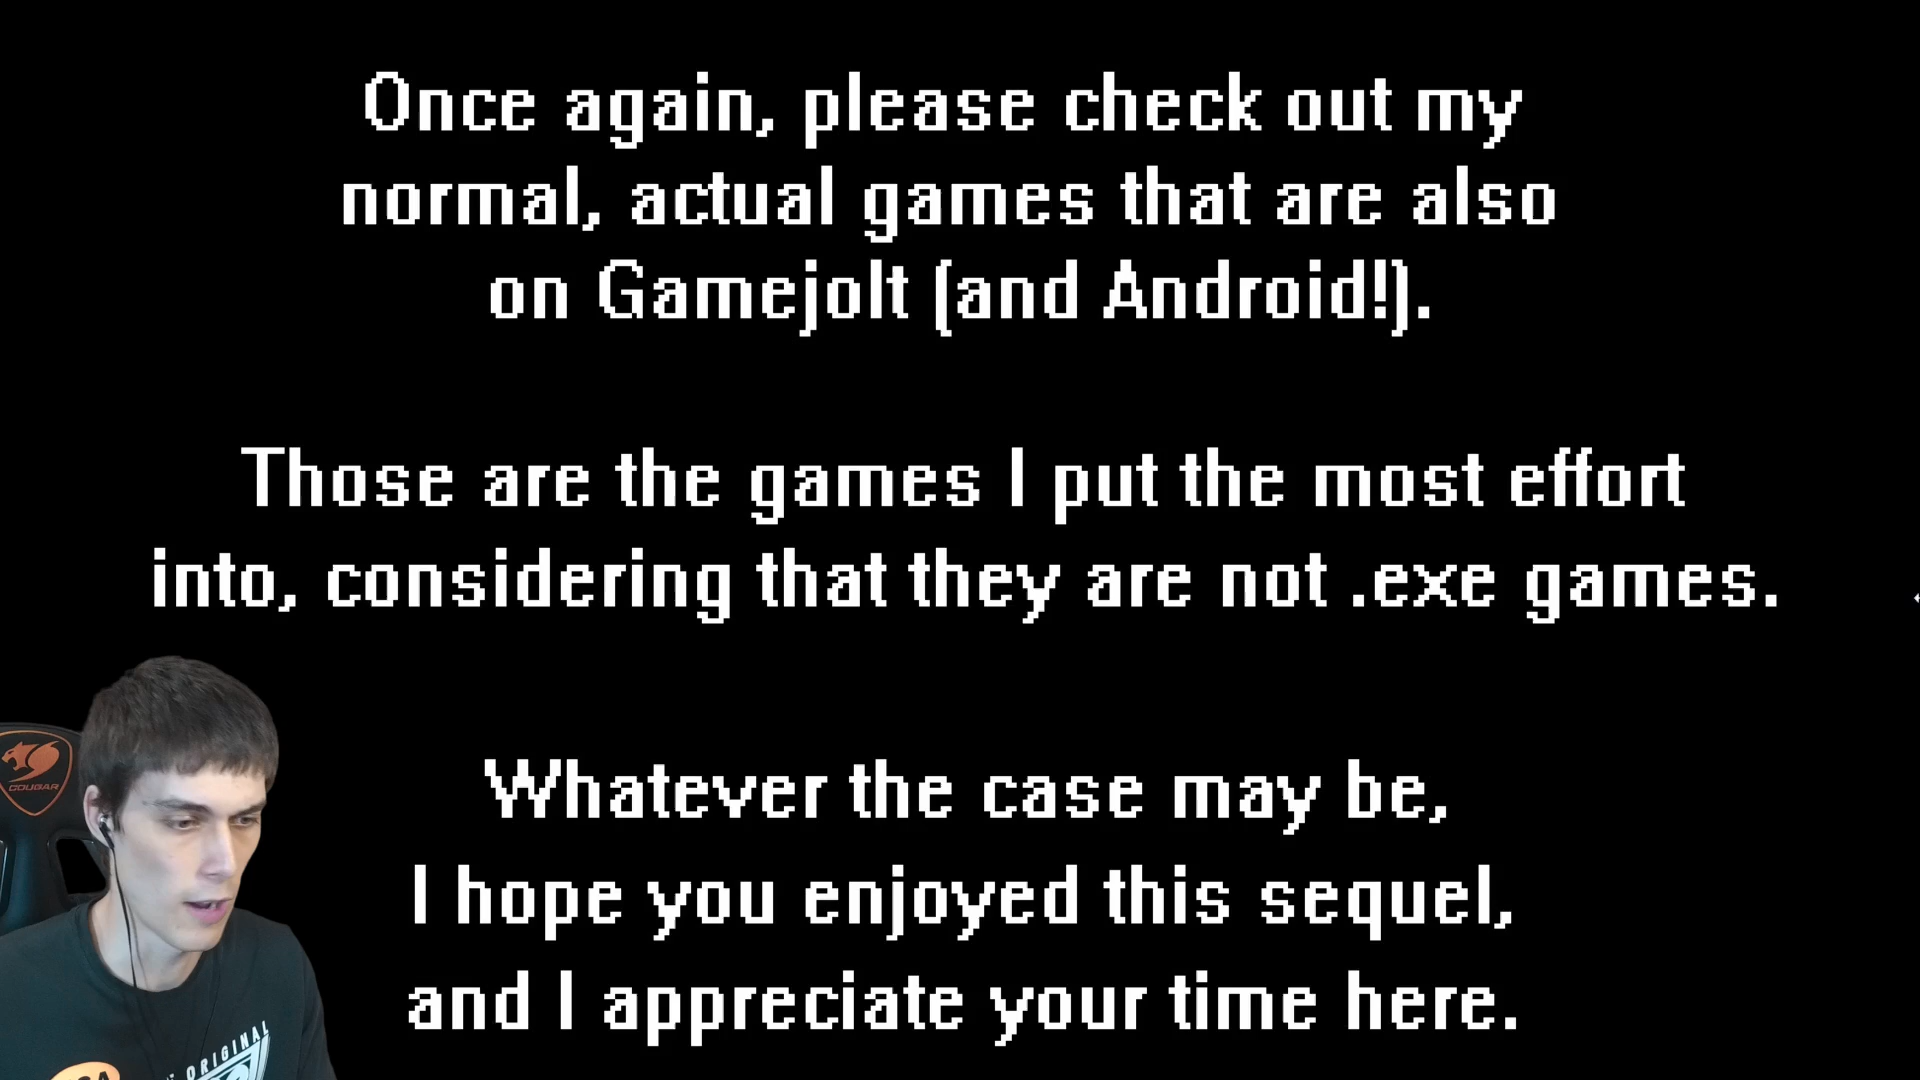 Once again, please check out my
normal, actual games that are also
on Gamejolt (and Android!).
Those are the games I put the most effort
into, considering that they are not .exe games.
Whatever the case may be,
I hope you enjoyed this sequel,
and I appreciate your time here.
COUGAR
ORIGINAL